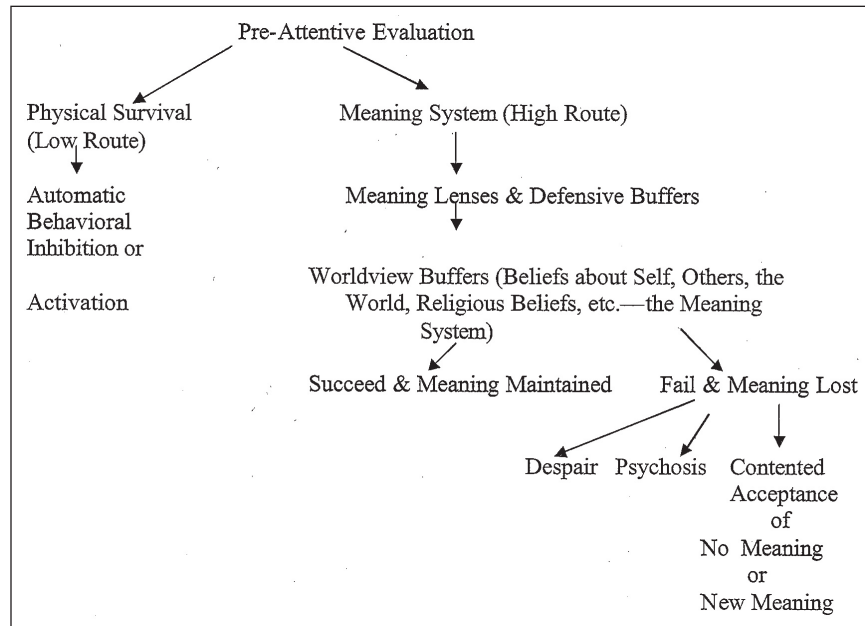 Pre-Attentive Evaluation
Physical Survival
(Low Route)
Meaning System (High Route)
Automatic
Behavioral
Inhibition or
Activation
Meaning Lenses & Defensive Buffers
Worldview Buffers (Beliefs about Self, Others, the
World, Religious Beliefs, etc.—the Meaning
System)
Succeed & Meaning Maintained
Fail & Meaning Lost
Despair
Psychosis
Contented
Acceptance
of
No Meaning
or
New Meaning